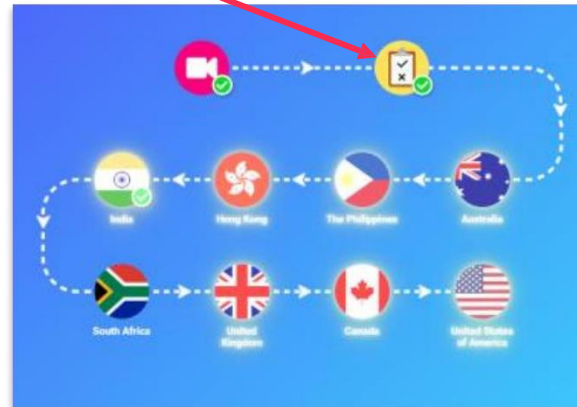 India
Hong Kong
The Philippines
Australia
South Africa
United
Kingdom
Canada
United States
of America